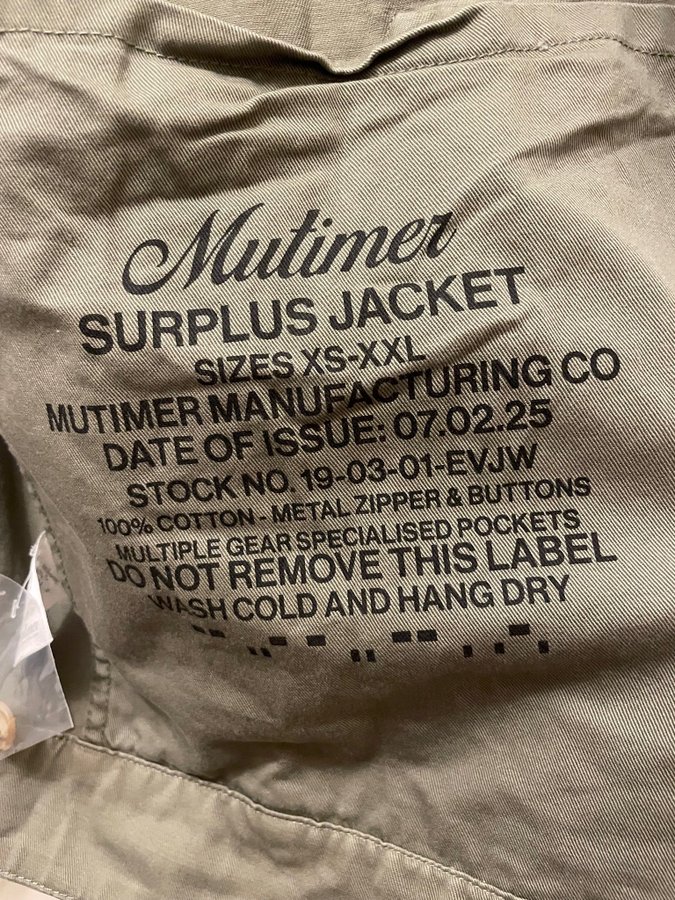 Mutimer
SURPLUS JACKET
SIZES XS-XXL
MUTIMER MANUFACTURING CO
DATE OF ISSUE: 07.02.25
STOCK NO. 19-03-01-EVJW
100% COTTON - METAL ZIPPER & BUTTONS
MULTIPLE GEAR SPECIALISED POCKETS
DO NOT REMOVE THIS LABEL
WASH COLD AND HANG DRY